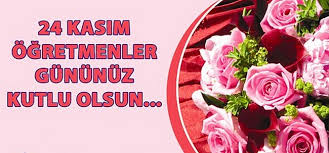 24 KASIM
ÖĞRETMENLER
GÜNÜNÜZ
KUTLU OLSUN...